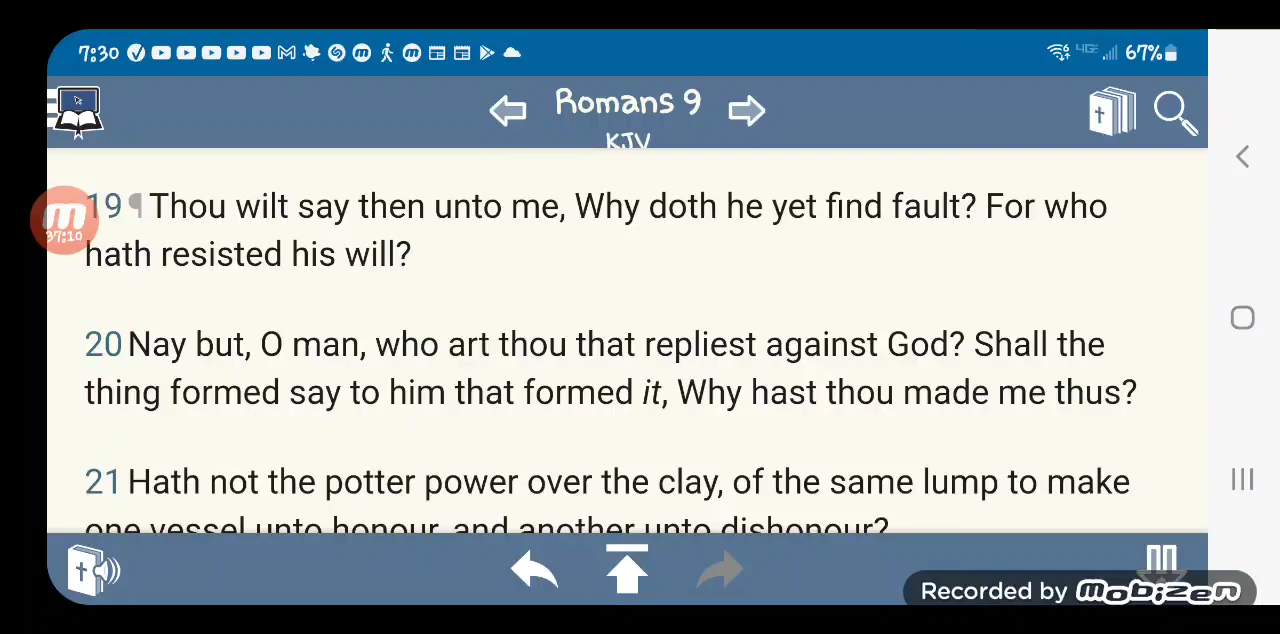 7:30 67%
Romans 9
KJV
37:10
19 ¶ Thou wilt say then unto me, Why doth he yet find fault? For who
hath resisted his will?
20 Nay but, O man, who art thou that repliest against God? Shall the
thing formed say to him that formed it, Why hast thou made me thus?
21 Hath not the potter power over the clay, of the same lump to make
one vessel unto honour, and another unto dishonour?
Recorded by mobizen